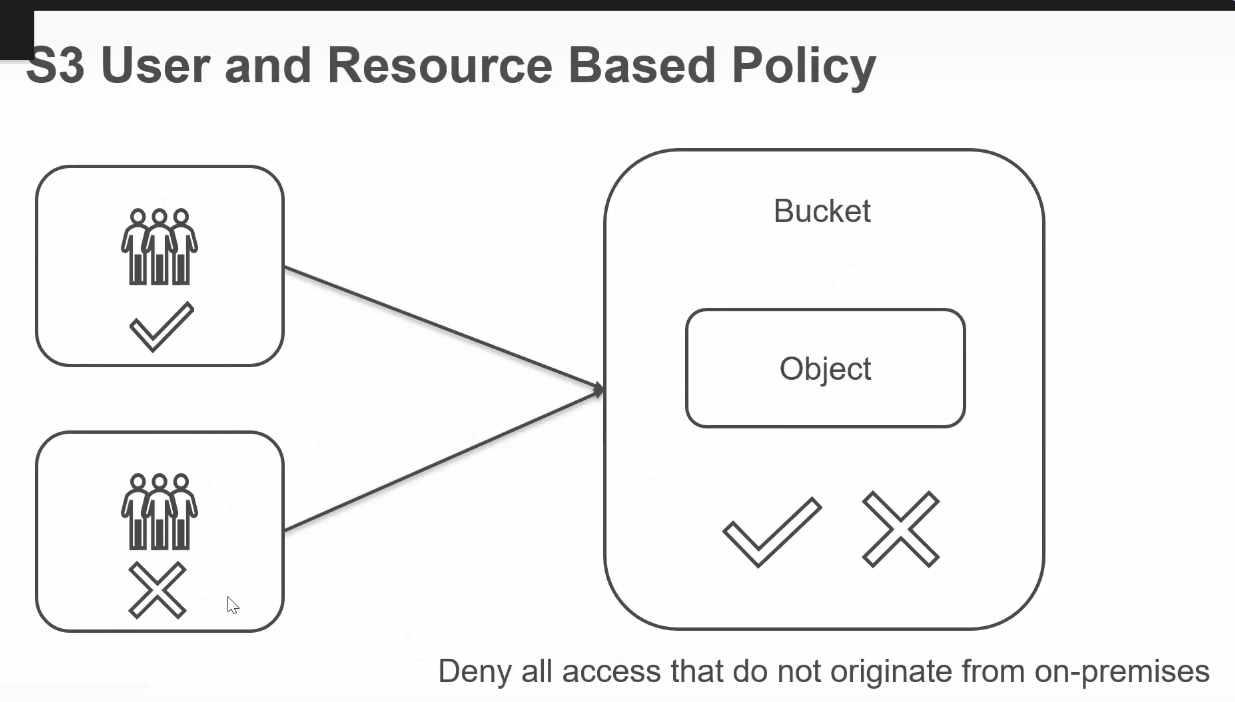 S3 User and Resource Based Policy
Bucket
Object
Deny all access that do not originate from on-premises